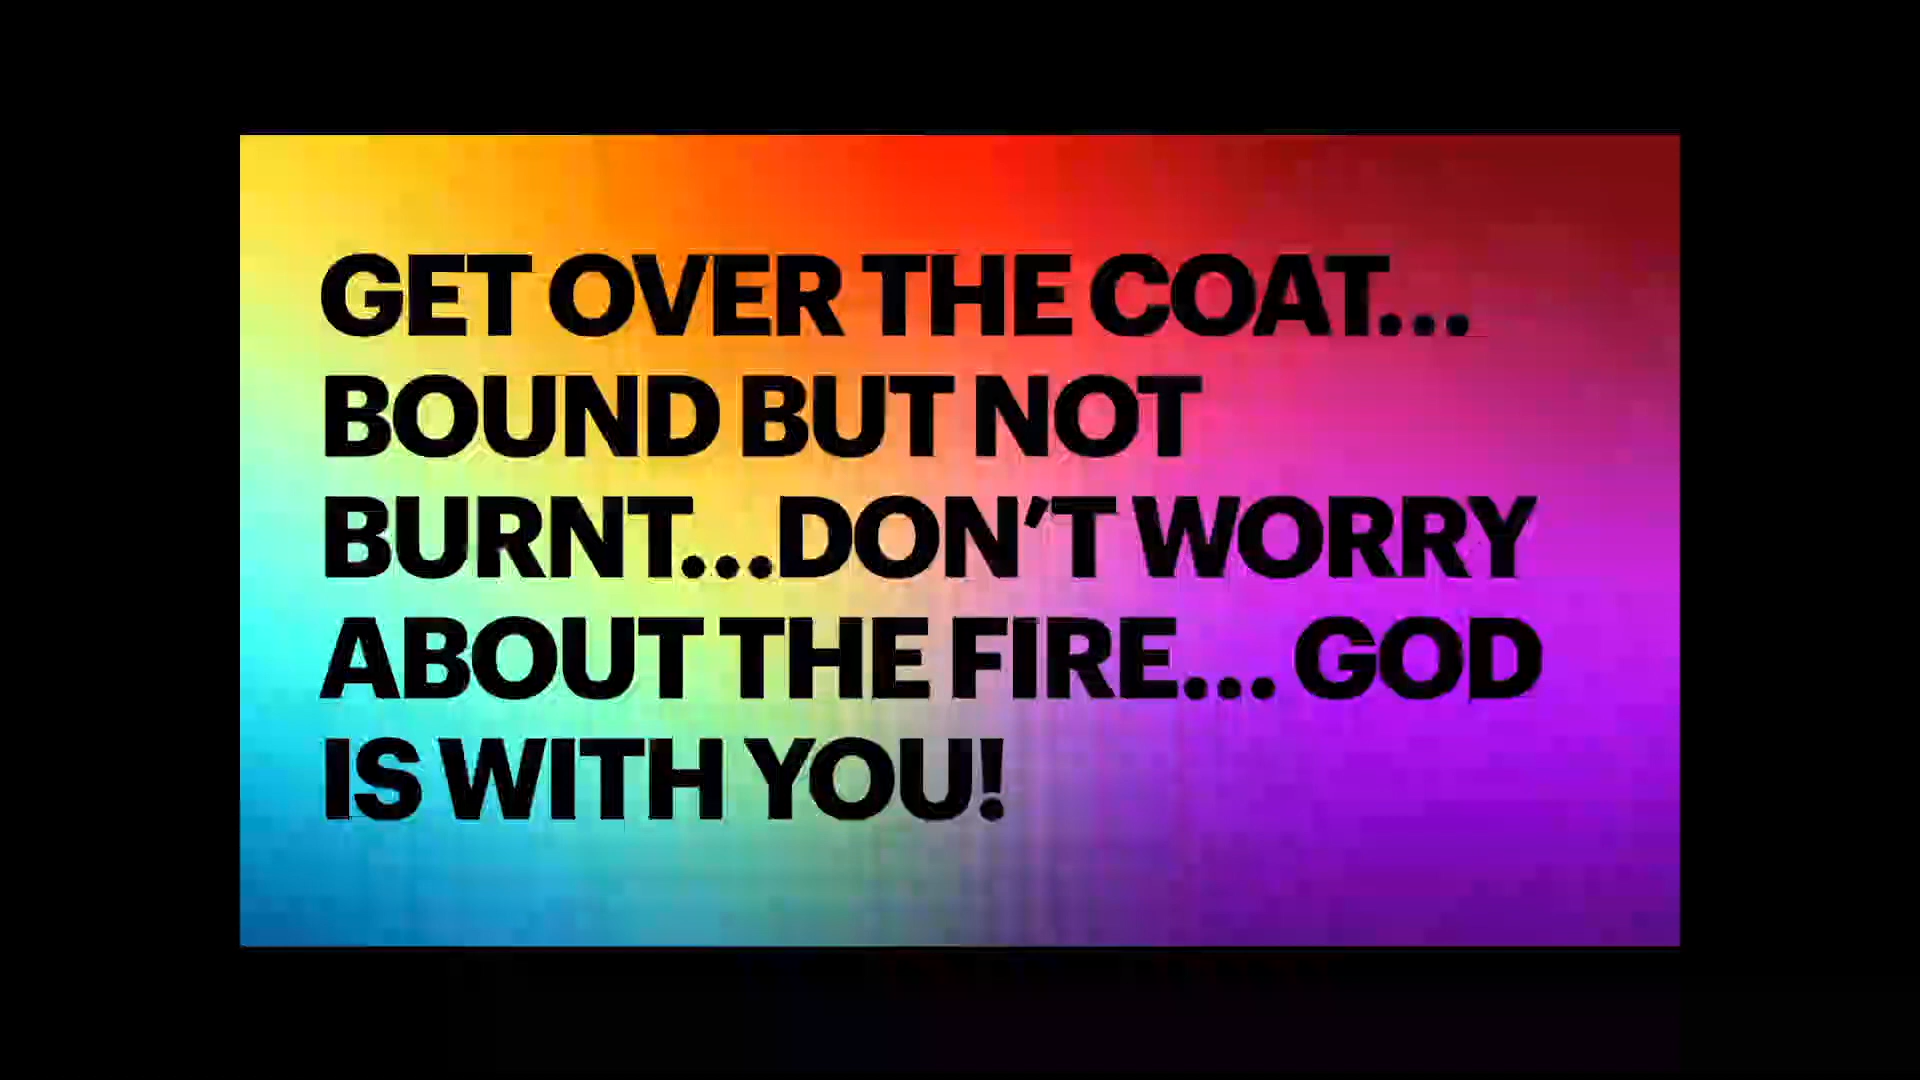 GET OVER THE COAT...
BOUND BUT NOT
BURNT...DON’T WORRY
ABOUT THE FIRE... GOD
IS WITH YOU!